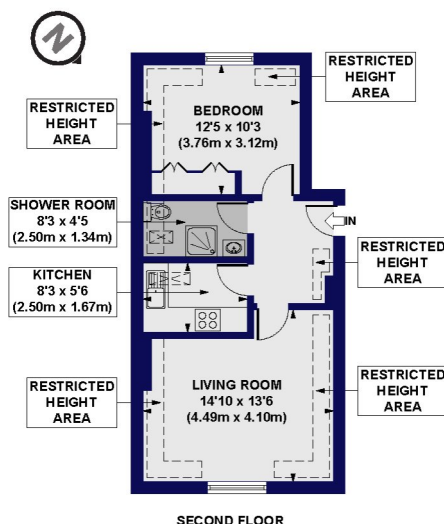 N
RESTRICTED
HEIGHT
AREA
RESTRICTED
HEIGHT
AREA
BEDROOM
12'5 x 10'3
(3.76m x 3.12m)
SHOWER ROOM
8'3 x 4'5
(2.50m x 1.34m)
IN
KITCHEN
8'3 x 5'6
(2.50m x 1.67m)
RESTRICTED
HEIGHT
AREA
RESTRICTED
HEIGHT
AREA
LIVING ROOM
14'10 x 13'6
(4.49m x 4.10m)
RESTRICTED
HEIGHT
AREA
SECOND FLOOR